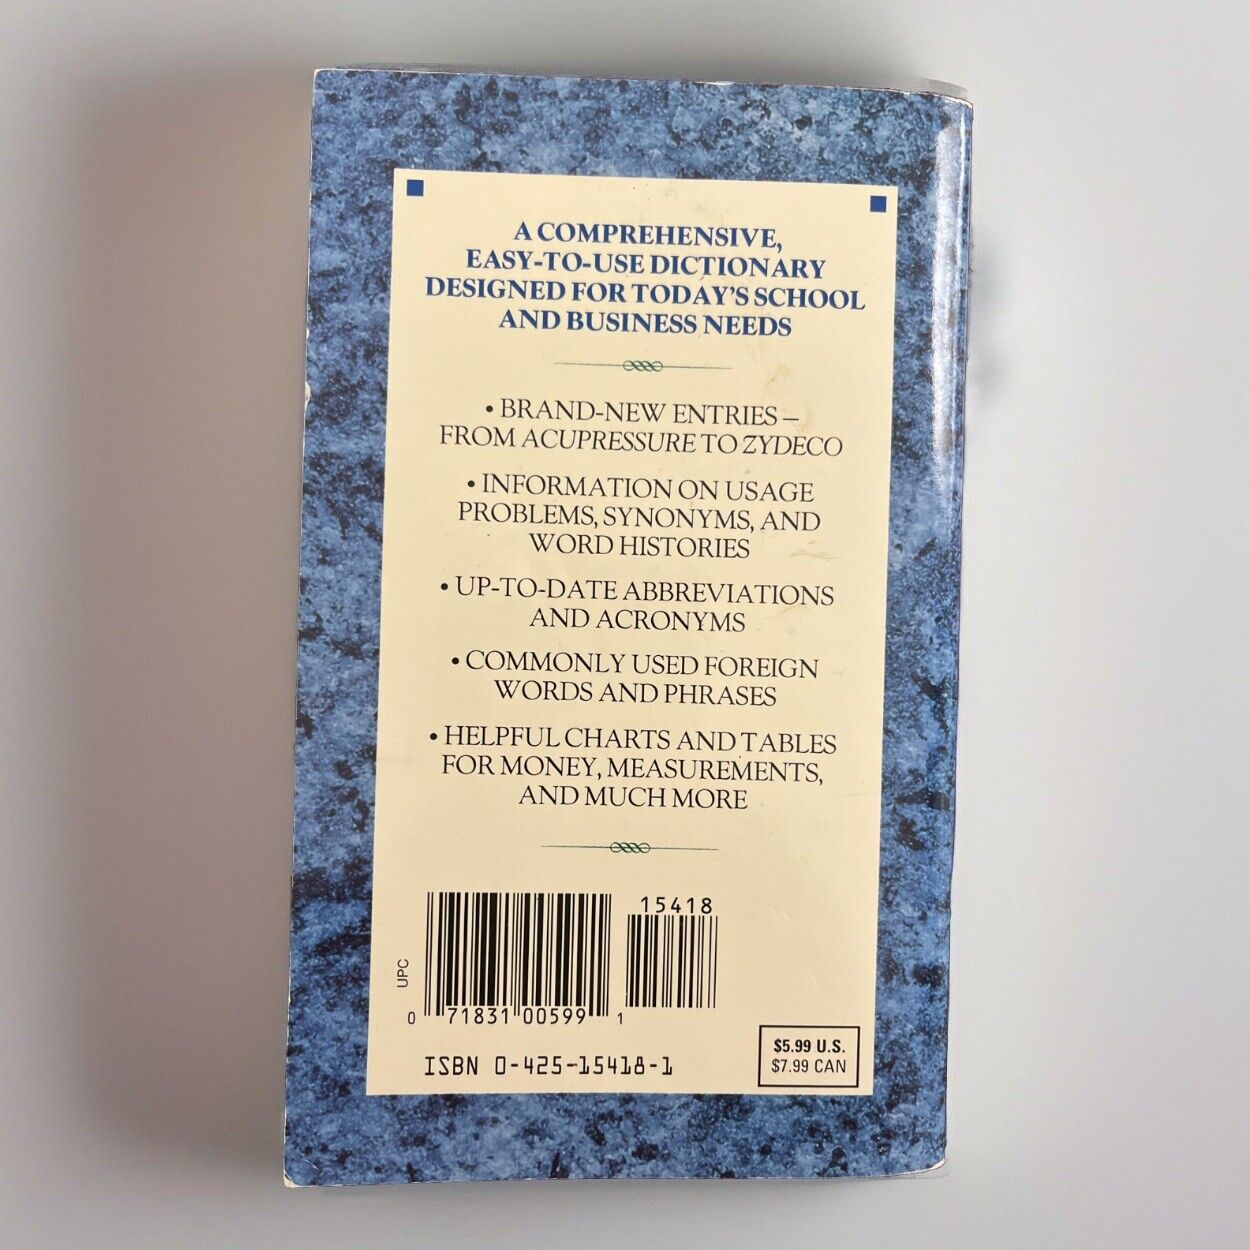 A COMPREHENSIVE,
EASY-TO-USE DICTIONARY
DESIGNED FOR TODAY'S SCHOOL
AND BUSINESS NEEDS
• BRAND-NEW ENTRIES –
FROM ACUPRESSURE TO ZYDECO
• INFORMATION ON USAGE
PROBLEMS, SYNONYMS, AND
WORD HISTORIES
• UP-TO-DATE ABBREVIATIONS
AND ACRONYMS
• COMMONLY USED FOREIGN
WORDS AND PHRASES
• HELPFUL CHARTS AND TABLES
FOR MONEY, MEASUREMENTS,
AND MUCH MORE
15418
UPC
0 71831 00599 1
ISBN 0-425-15418-1
$5.99 U.S.
$7.99 CAN